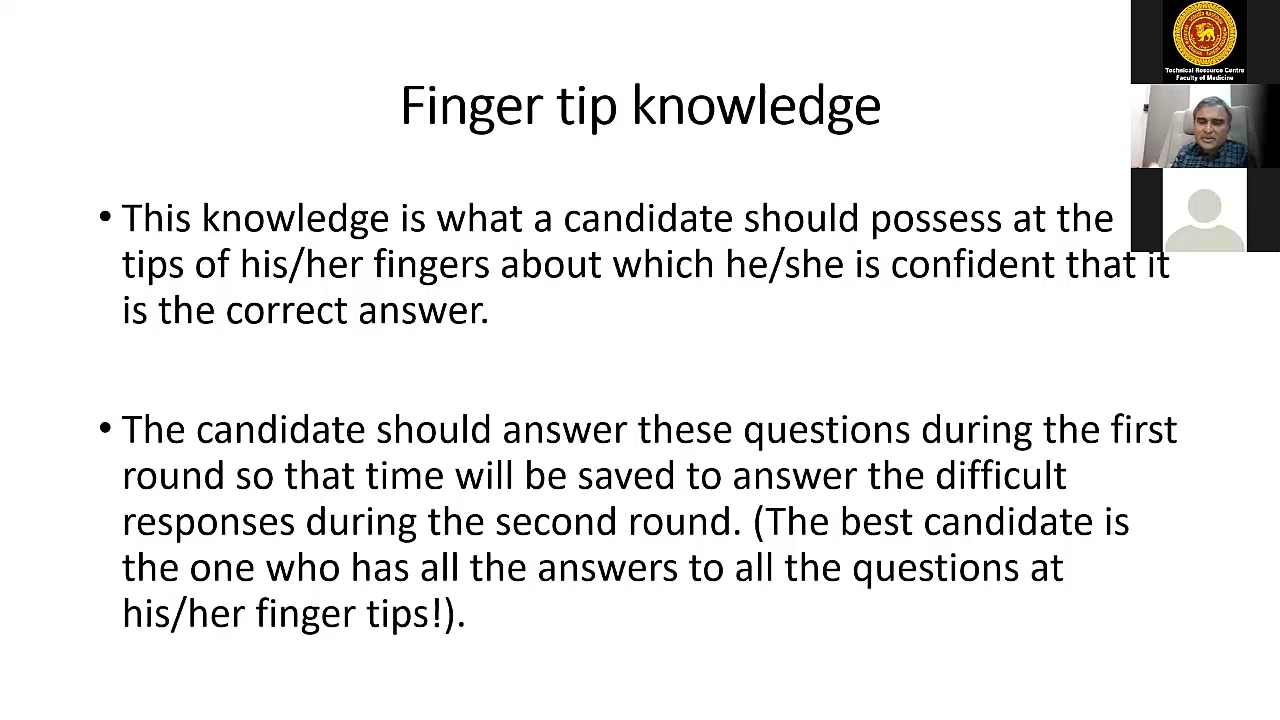 Finger tip knowledge
• This knowledge is what a candidate should possess at the
tips of his/her fingers about which he/she is confident that it
is the correct answer.
• The candidate should answer these questions during the first
round so that time will be saved to answer the difficult
responses during the second round. (The best candidate is
the one who has all the answers to all the questions at
his/her finger tips!).
Technical Resource Centre
Faculty of Medicine